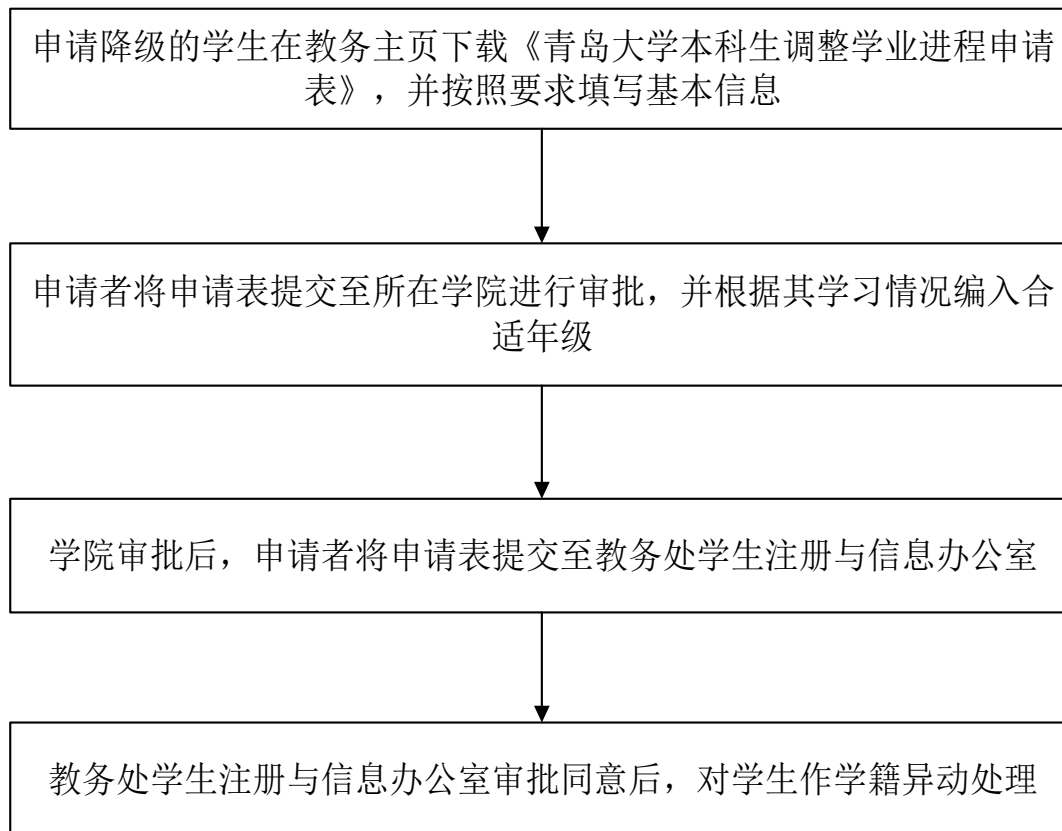 申请降级的学生在教务主页下载《青岛大学本科生调整学业进程申请
表》，并按照要求填写基本信息
申请者将申请表提交至所在学院进行审批，并根据其学习情况编入合
适年级
学院审批后，申请者将申请表提交至教务处学生注册与信息办公室
教务处学生注册与信息办公室审批同意后，对学生作学籍异动处理